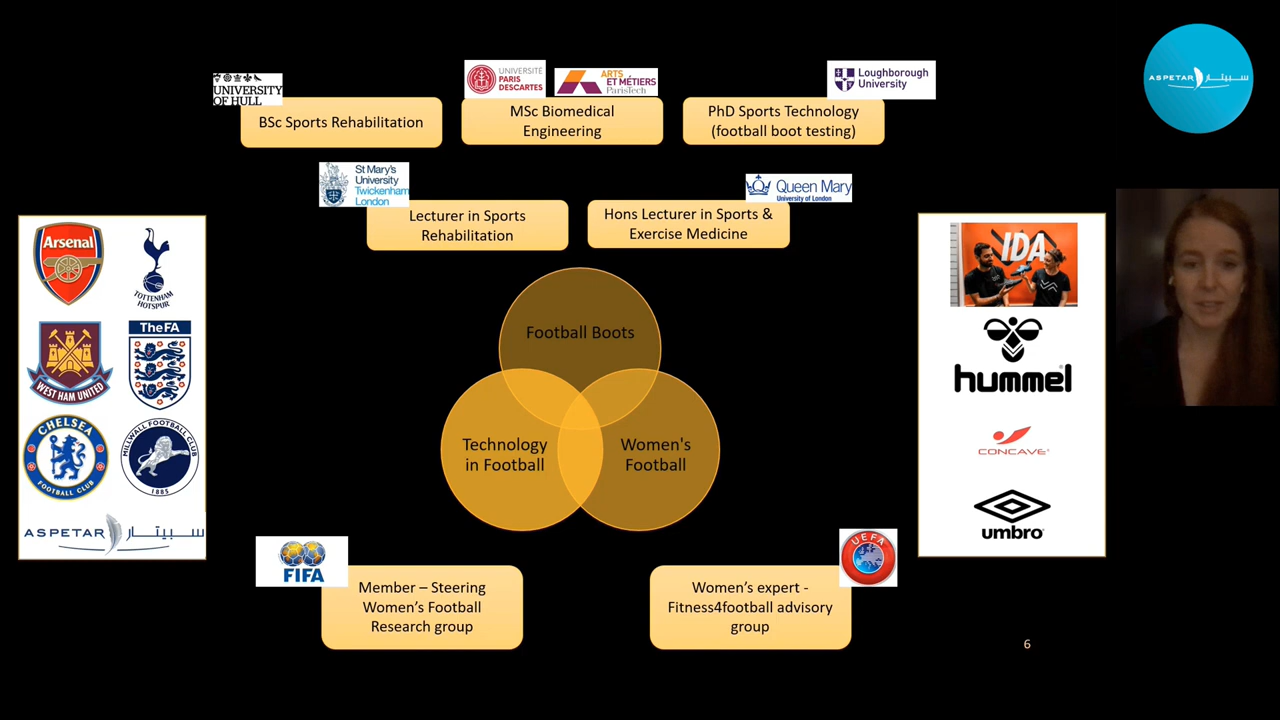 UNIVERSITY
OF HULL
BSc Sports Rehabilitation
UNIVERSITÉ
PARIS
DESCARTES
ARTS
ET MÉTIERS
ParisTech
MSc Biomedical
Engineering
Loughborough
University
PhD Sports Technology
(football boot testing)
ASPETAR سبيتار
St Mary's
University
Twickenham
London
Lecturer in Sports
Rehabilitation
Queen Mary
University of London
Hons Lecturer in Sports &
Exercise Medicine
Arsenal
TOTTENHAM
HOTSPUR
WEST HAM UNITED
The FA
CHELSEA
FOOTBALL CLUB
MILLWALL FOOTBALL CLUB
1885
ASPETAR سبيتار
Football Boots
Technology
in Football
Women's
Football
IDA
hummel
CONCAVE
umbro
FIFA
Member – Steering
Women's Football
Research group
UEFA
Women's expert -
Fitness4football advisory
group
6